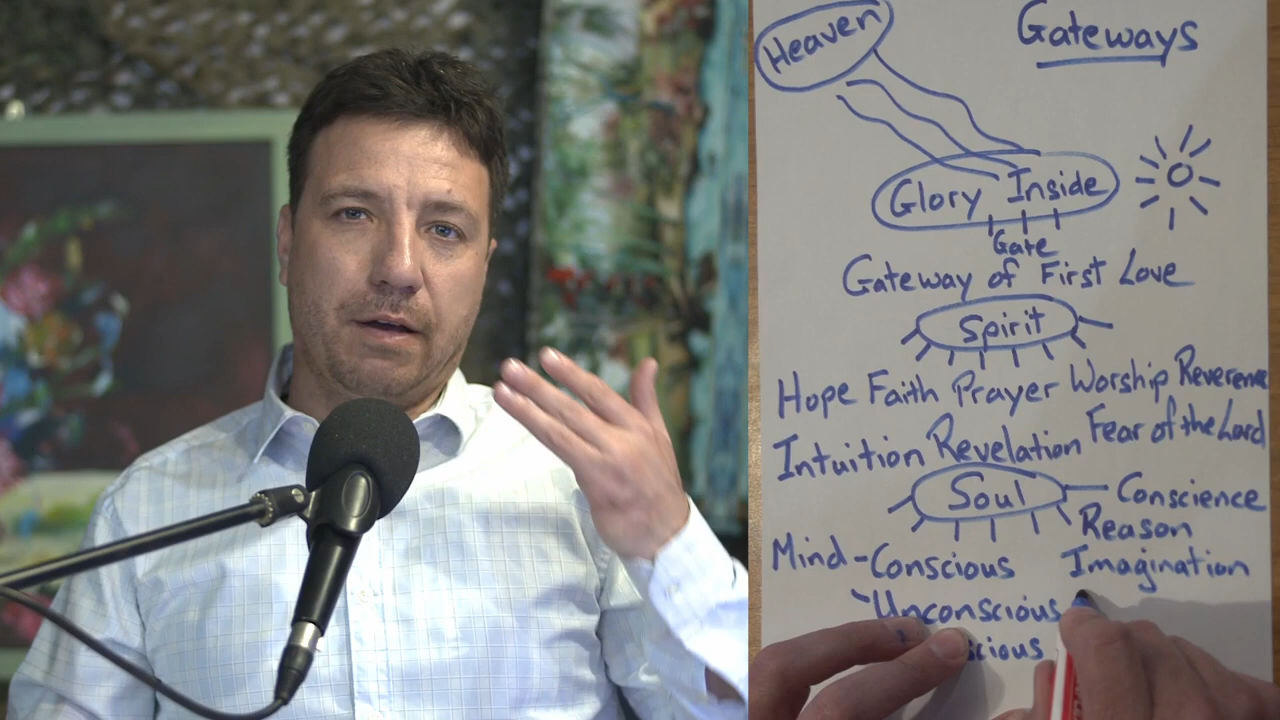 Gateways
Heaven
Glory Inside
Gate
Gateway of First Love
Spirit
Hope Faith Prayer Worship Reverence
Intuition Revelation Fear of the Lord
Soul
Conscience
Reason
Mind - Conscious
Imagination
Unconscious